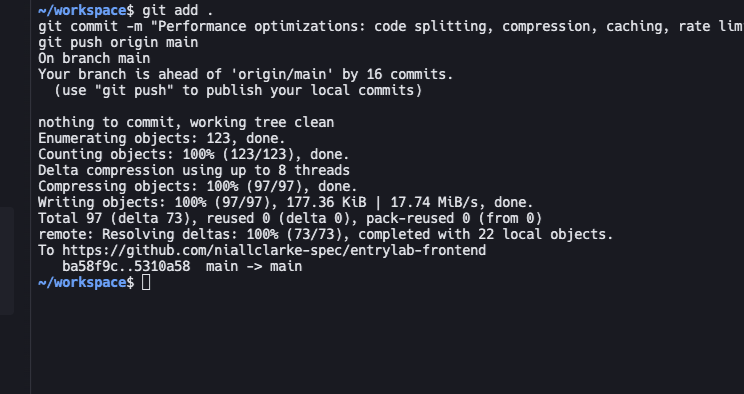 ~/workspace$ git add .
git commit -m "Performance optimizations: code splitting, compression, caching, rate lim
git push origin main
On branch main
Your branch is ahead of 'origin/main' by 16 commits.
  (use "git push" to publish your local commits)

nothing to commit, working tree clean
Enumerating objects: 123, done.
Counting objects: 100% (123/123), done.
Delta compression using up to 8 threads
Compressing objects: 100% (97/97), done.
Writing objects: 100% (97/97), 177.36 KiB | 17.74 MiB/s, done.
Total 97 (delta 73), reused 0 (delta 0), pack-reused 0 (from 0)
remote: Resolving deltas: 100% (73/73), completed with 22 local objects.
To https://github.com/niallclarke-spec/entrylab-frontend
   ba58f9c..5310a58  main -> main
~/workspace$